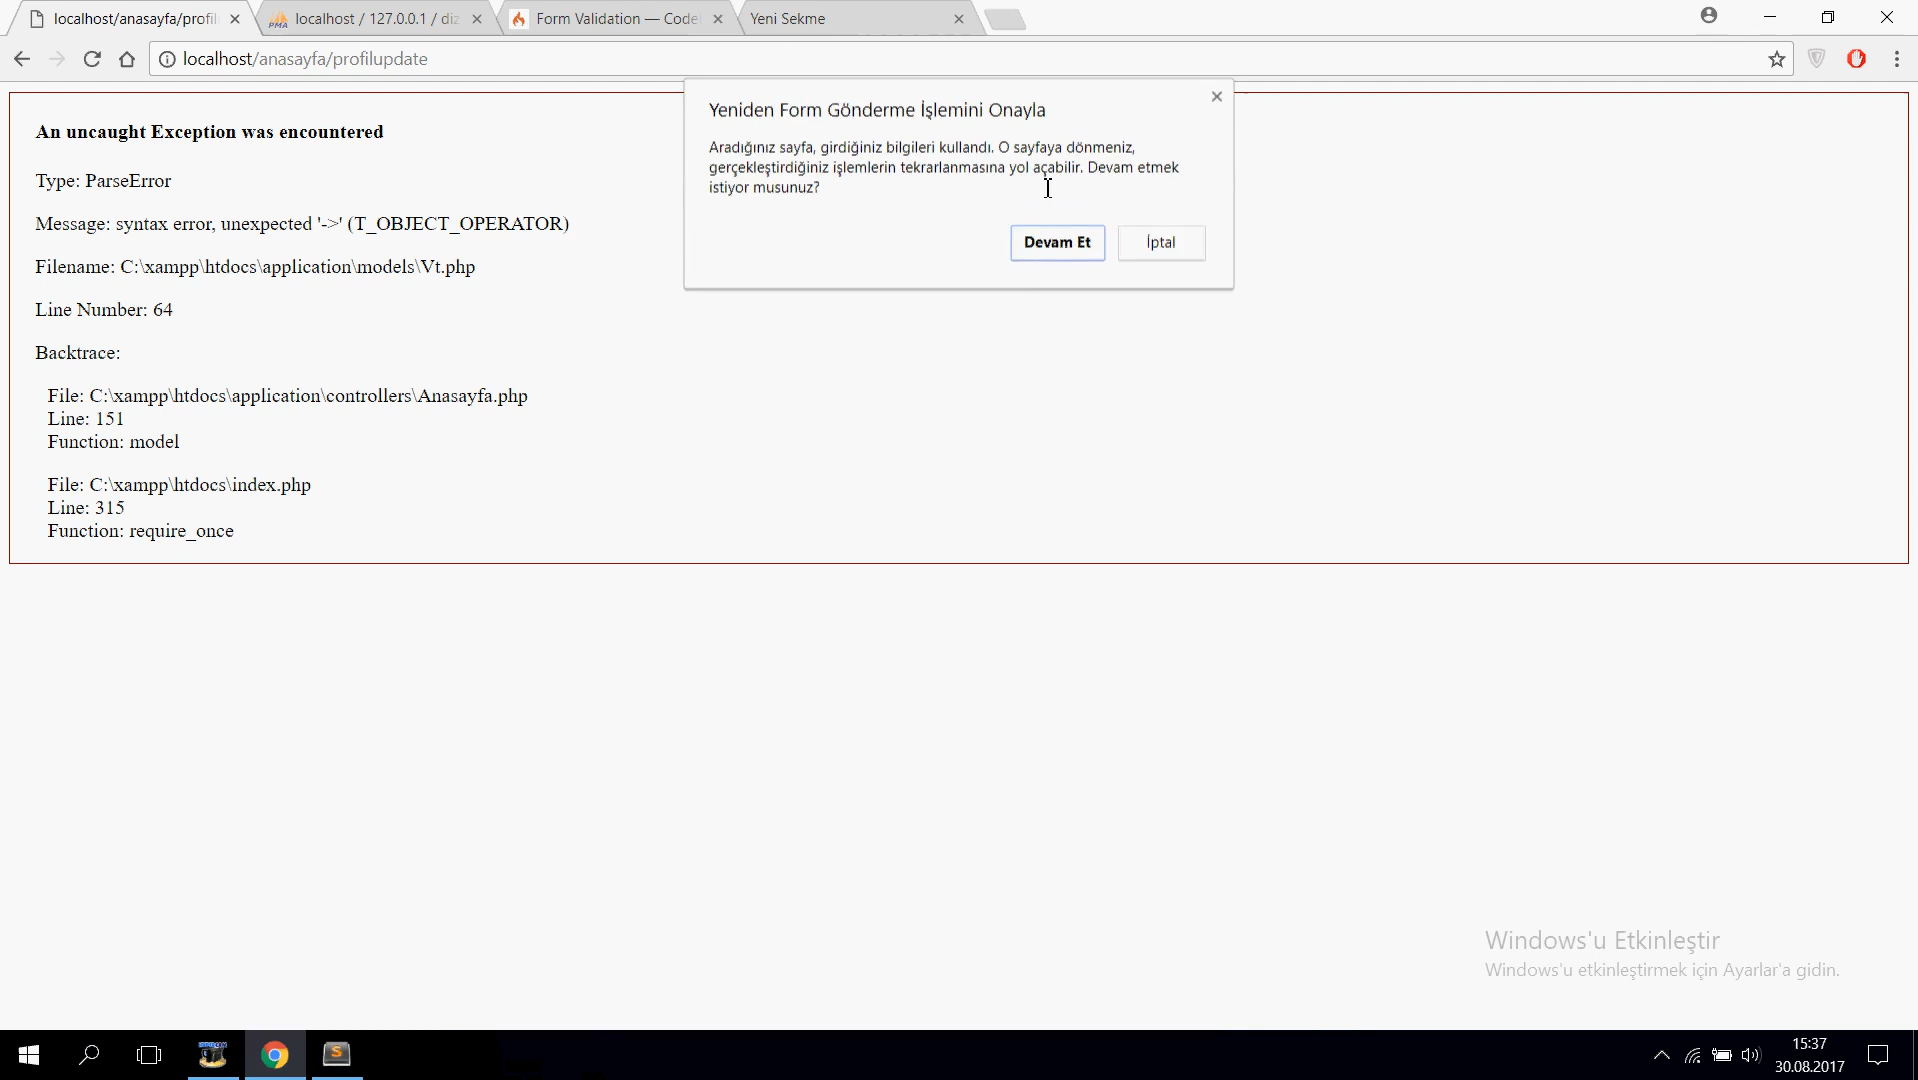 localhost/anasayfa/profil
localhost / 127.0.0.1 / diz
Form Validation — Code
Yeni Sekme
localhost/anasayfa/profilupdate
Yeniden Form Gönderme İşlemini Onayla
Aradığınız sayfa, girdiğiniz bilgileri kullandı. O sayfaya dönmeniz,
gerçekleştirdiğiniz işlemlerin tekrarlanmasına yol açabilir. Devam etmek
istiyor musunuz?
Devam Et
İptal
An uncaught Exception was encountered
Type: ParseError
Message: syntax error, unexpected '->' (T_OBJECT_OPERATOR)
Filename: C:\xampp\htdocs\application\models\Vt.php
Line Number: 64
Backtrace:
File: C:\xampp\htdocs\application\controllers\Anasayfa.php
Line: 151
Function: model
File: C:\xampp\htdocs\index.php
Line: 315
Function: require_once
Windows'u Etkinleştir
Windows'u etkinleştirmek için Ayarlar'a gidin.
15:37
30.08.2017